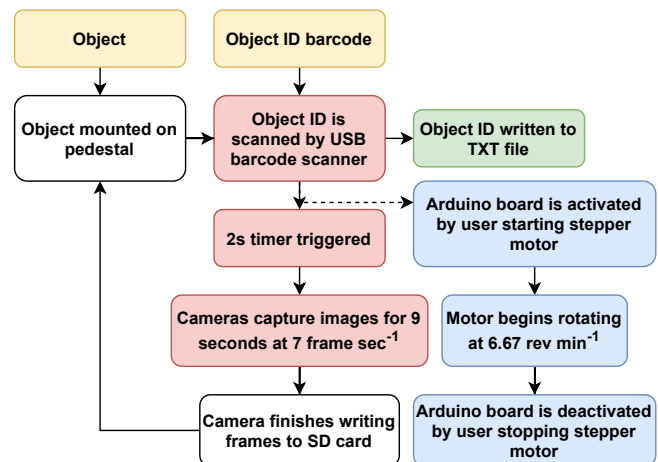 Object
Object ID barcode
Object mounted on
pedestal
Object ID is
scanned by USB
barcode scanner
Object ID written to
TXT file
2s timer triggered
Arduino board is activated
by user starting stepper
motor
Cameras capture images for 9
seconds at 7 frame sec⁻¹
Motor begins rotating
at 6.67 rev min⁻¹
Camera finishes writing
frames to SD card
Arduino board is deactivated
by user stopping stepper
motor